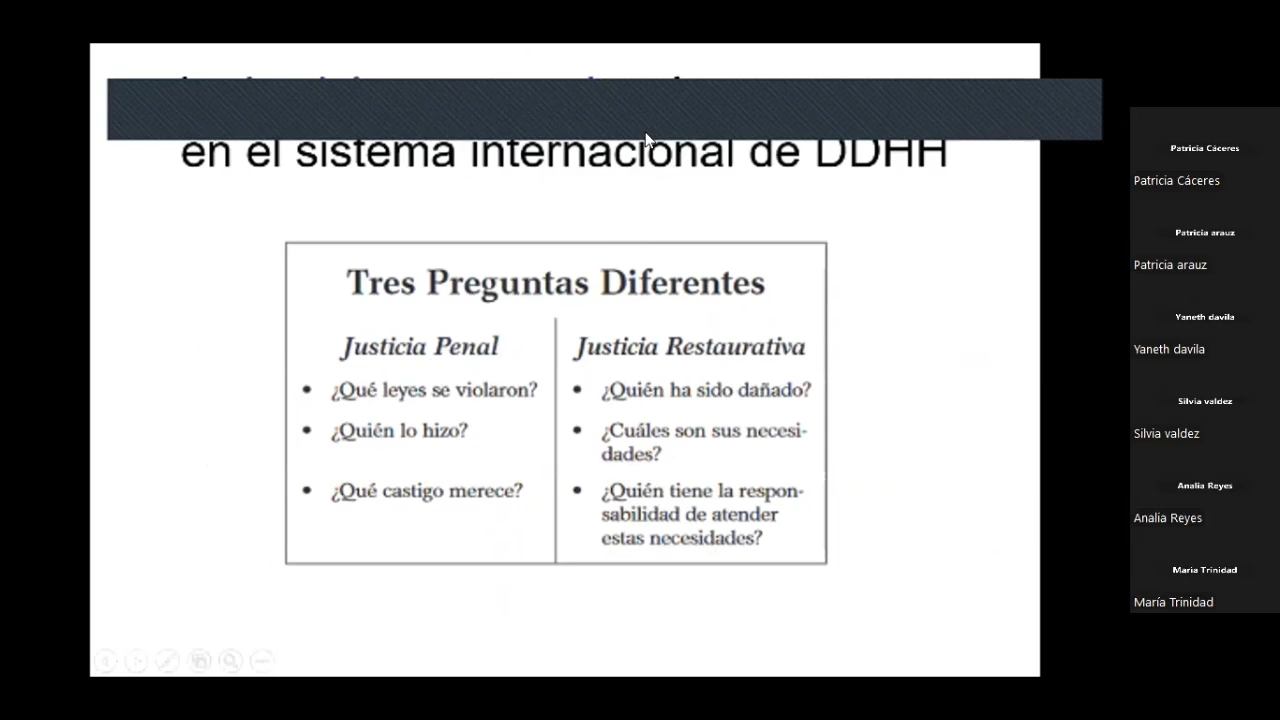 en el sistema internacional de DDHH
Tres Preguntas Diferentes
Justicia Penal
• ¿Qué leyes se violaron?
• ¿Quién lo hizo?
• ¿Qué castigo merece?
Justicia Restaurativa
• ¿Quién ha sido dañado?
• ¿Cuáles son sus necesi-
dades?
• ¿Quién tiene la respon-
sabilidad de atender
estas necesidades?
Patricia Cáceres
Patricia Cáceres
Patricia arauz
Patricia arauz
Yaneth davila
Yaneth davila
Silvia valdez
Silvia valdez
Analia Reyes
Analia Reyes
Maria Trinidad
María Trinidad